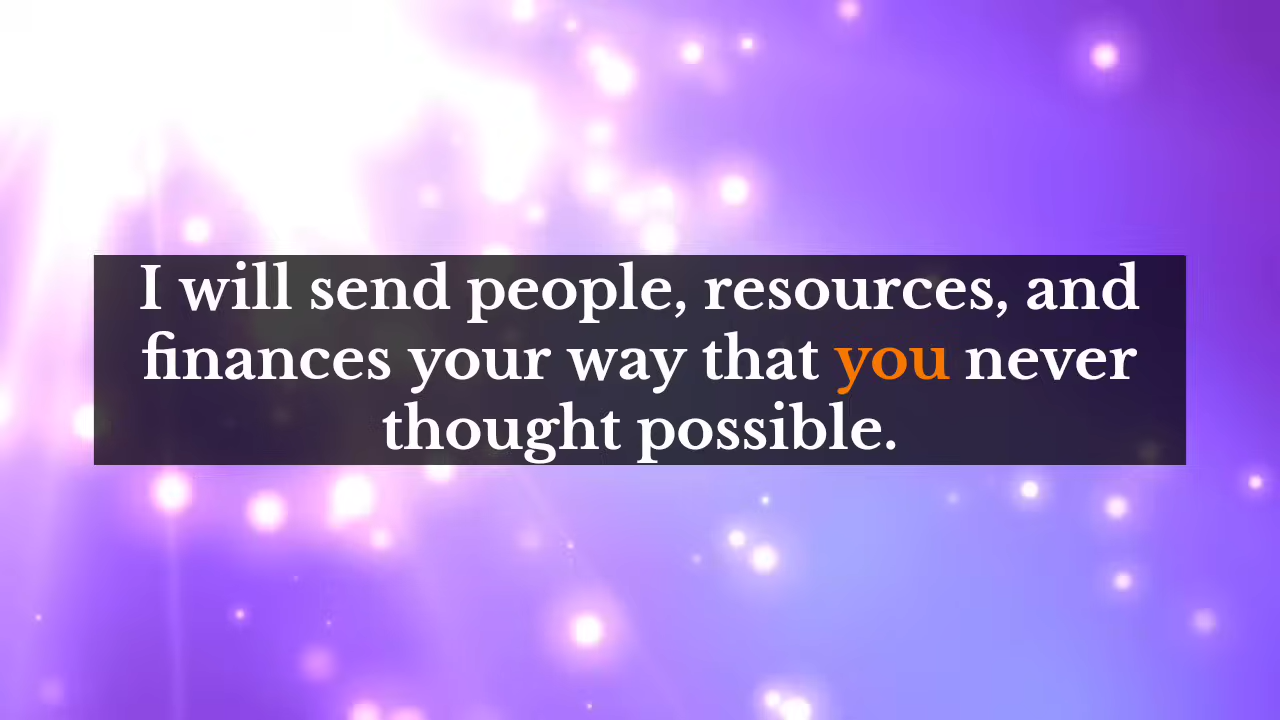 I will send people, resources, and
finances your way that you never
thought possible.